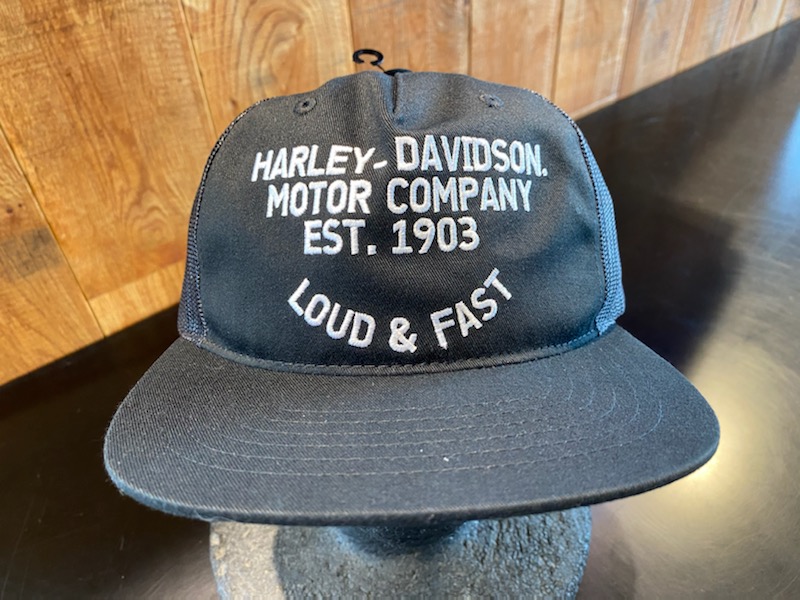 HARLEY-DAVIDSON.
MOTOR COMPANY
EST. 1903
LOUD & FAST